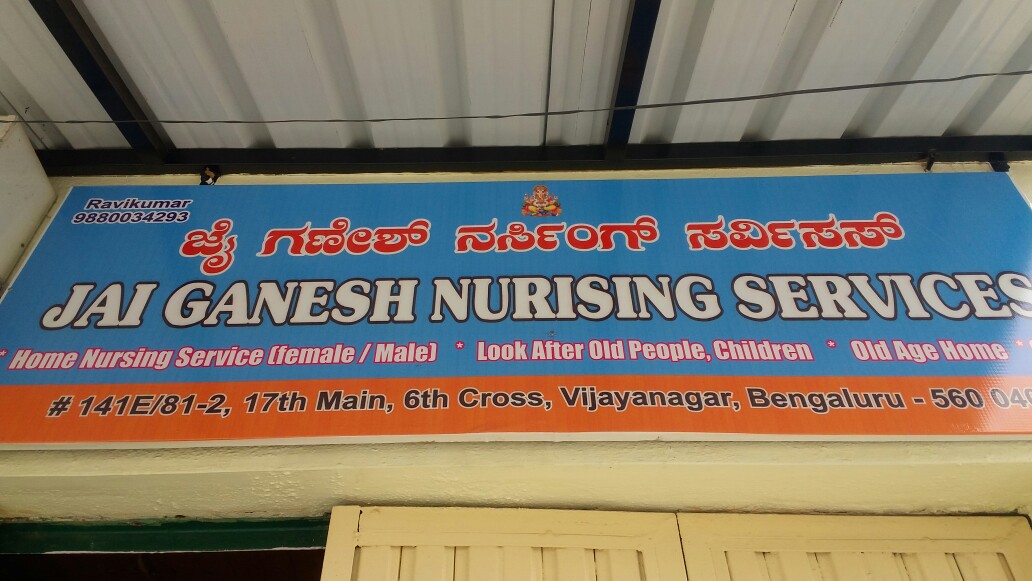 Ravikumar
9880034293
ಜೈ ಗಣೇಶ್ ನರ್ಸಿಂಗ್ ಸರ್ವಿಸಸ್
JAI GANESH NURISING SERVICES
* Home Nursing Service (female / Male) * Look After Old People, Children * Old Age Home *
# 141E/81-2, 17th Main, 6th Cross, Vijayanagar, Bengaluru - 560 040